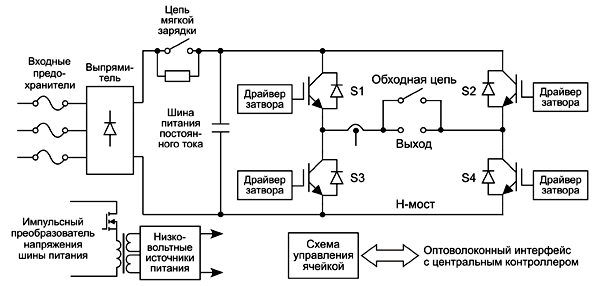 Цепь
мягкой
зарядки
Входные
предо-
хранители
Выпрями-
тель
Драйвер
затвора
S1
Обходная цепь
S2
Драйвер
затвора
Шина
питания
постоян-
ного тока
Выход
Драйвер
затвора
S3
S4
Драйвер
затвора
Н-мост
Импульсный
преобразователь
напряжения
шины питания
Низко-
вольтные
источники
питания
Схема
управления
ячейкой
Оптоволоконный интерфейс
с центральным контроллером